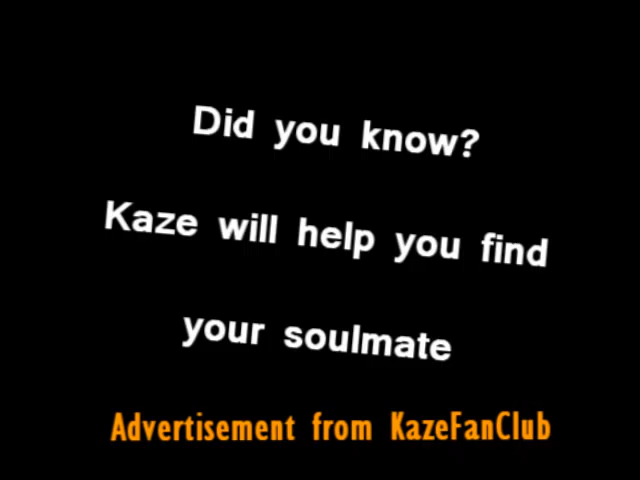 Did you know?
Kaze will help you find
your soulmate
Advertisement from KazeFanClub